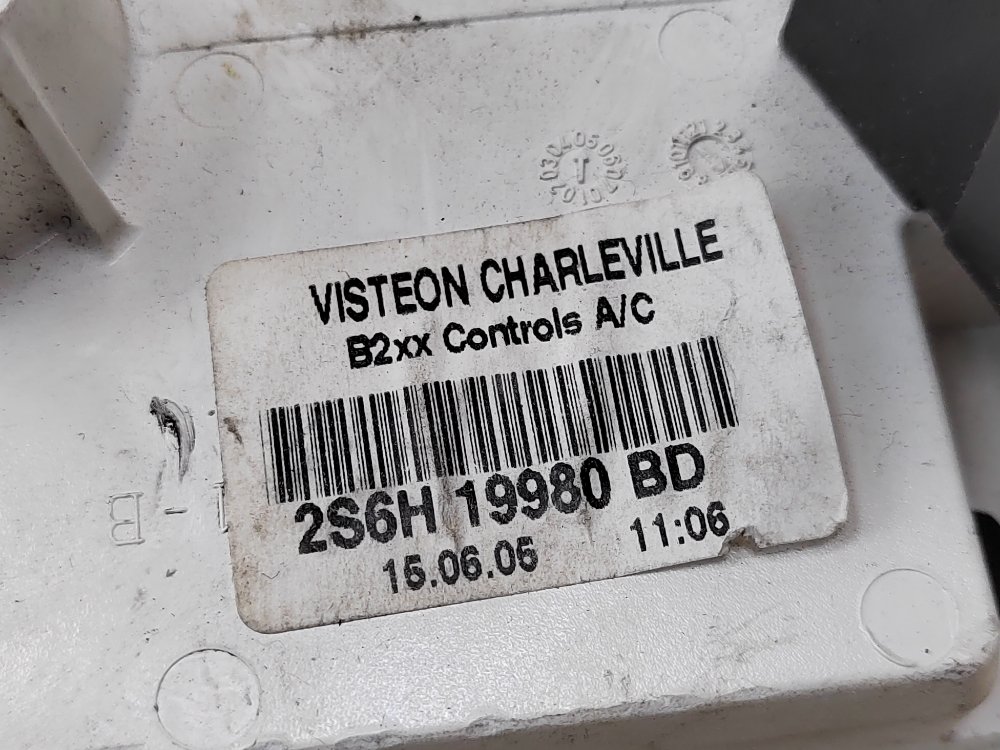 VISTEON CHARLEVILLE
B2xx Controls A/C
2S6H 19980 BD
15.06.05 11:06